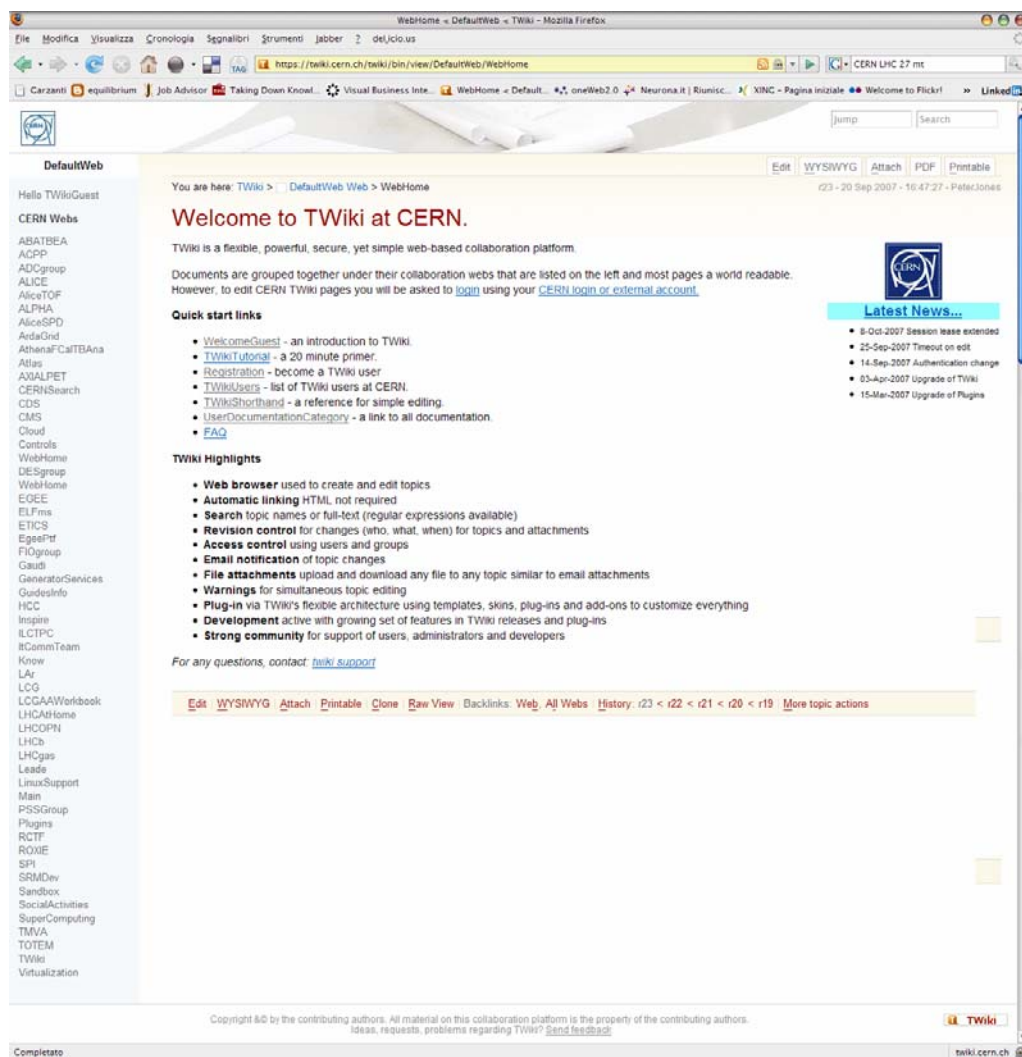 WebHome < DefaultWeb < TWiki - Mozilla Firefox
File Modifica Visualizza Cronologia Segnalibri Strumenti Jabber ? del.icio.us
TAG https://twiki.cern.ch/twiki/bin/view/DefaultWeb/WebHome CERN LHC 27 mt
Carzanti equilibrium Job Advisor Taking Down Knowl... Visual Business Inte... WebHome < Default... oneWeb2.0 Neurona.it | Riunisc... XING - Pagina iniziale Welcome to Flickr! » Linked in
CERN
Jump Search
DefaultWeb
Edit WYSIWYG Attach PDF Printable
Hello TWikiGuest
You are here: TWiki > DefaultWeb Web > WebHome
r23 - 20 Sep 2007 - 16:47:27 - PeterJones
CERN Webs
ABATBEA
ACPP
ADCgroup
ALICE
AliceTOF
ALPHA
AliceSPD
ArdaGrid
AthenaFCalTBAna
Atlas
AXIALPET
CERNSearch
CDS
CMS
Cloud
Controls
WebHome
DESgroup
WebHome
EGEE
ELFms
ETICS
EgeePtf
FIOgroup
Gaudi
GeneratorServices
GuidesInfo
HCC
Inspire
ILCTPC
ItCommTeam
Know
LAr
LCG
LCGAAWorkbook
LHCAtHome
LHCOPN
LHCb
LHCgas
Leade
LinuxSupport
Main
PSSGroup
Plugins
RCTF
ROXIE
SPI
SRMDev
Sandbox
SocialActivities
SuperComputing
TMVA
TOTEM
TWiki
Virtualization
Welcome to TWiki at CERN.
TWiki is a flexible, powerful, secure, yet simple web-based collaboration platform.
Documents are grouped together under their collaboration webs that are listed on the left and most pages a world readable.
However, to edit CERN TWiki pages you will be asked to login using your CERN login or external account.
Quick start links
• WelcomeGuest - an introduction to TWiki.
• TWikiTutorial - a 20 minute primer.
• Registration - become a TWiki user
• TWikiUsers - list of TWiki users at CERN.
• TWikiShorthand - a reference for simple editing.
• UserDocumentationCategory - a link to all documentation.
• FAQ
TWiki Highlights
• Web browser used to create and edit topics
• Automatic linking HTML not required
• Search topic names or full-text (regular expressions available)
• Revision control for changes (who, what, when) for topics and attachments
• Access control using users and groups
• Email notification of topic changes
• File attachments upload and download any file to any topic similar to email attachments
• Warnings for simultaneous topic editing
• Plug-in via TWiki's flexible architecture using templates, skins, plug-ins and add-ons to customize everything
• Development active with growing set of features in TWiki releases and plug-ins
• Strong community for support of users, administrators and developers
For any questions, contact: twiki support
CERN
Latest News...
• 8-Oct-2007 Session lease extended
• 25-Sep-2007 Timeout on edit
• 14-Sep-2007 Authentication change
• 03-Apr-2007 Upgrade of TWiki
• 15-Mar-2007 Upgrade of Plugins
Edit | WYSIWYG | Attach | Printable | Clone | Raw View | Backlinks: Web, All Webs | History: r23 < r22 < r21 < r20 < r19 | More topic actions
Copyright &© by the contributing authors. All material on this collaboration platform is the property of the contributing authors.
Ideas, requests, problems regarding TWiki? Send feedback
TWiki
Completato twiki.cern.ch